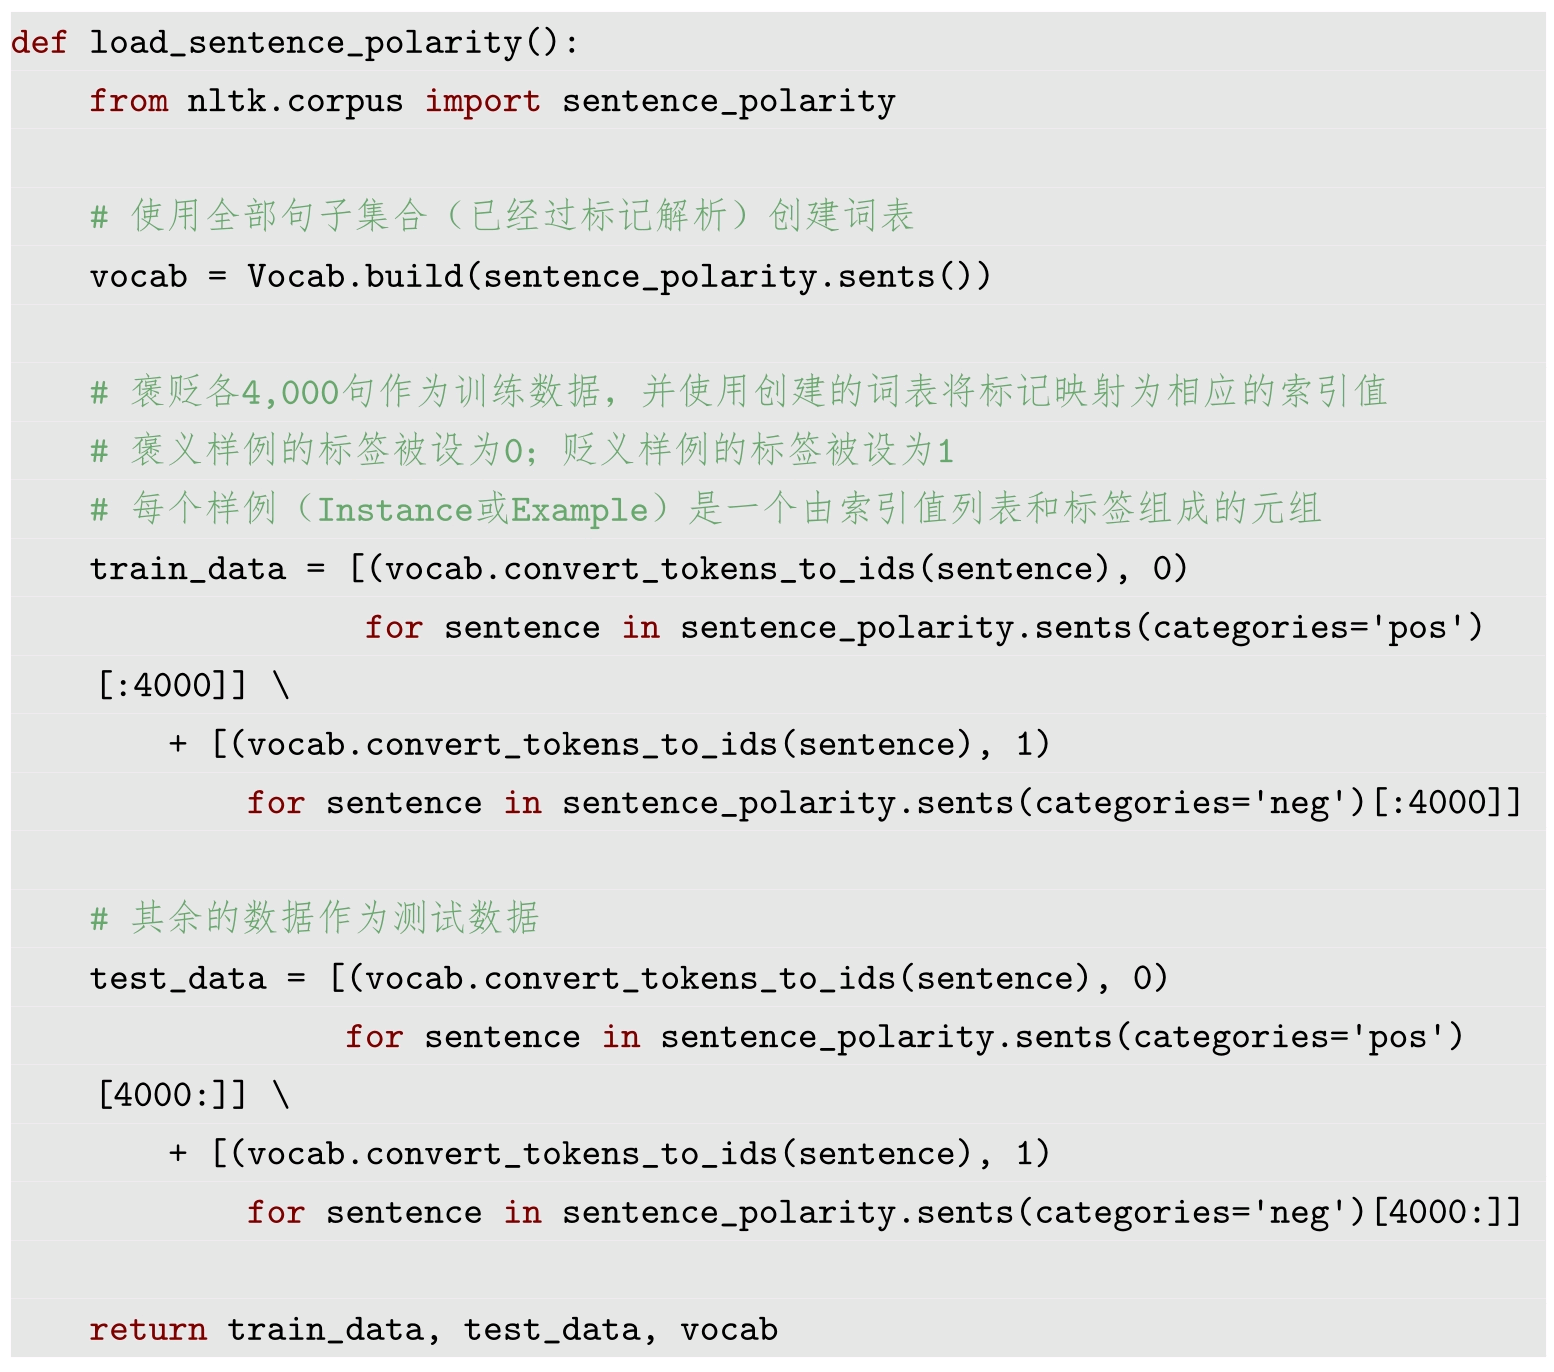 def load_sentence_polarity():
    from nltk.corpus import sentence_polarity

    # 使用全部句子集合（已经过标记解析）创建词表
    vocab = Vocab.build(sentence_polarity.sents())

    # 褒贬各4,000句作为训练数据，并使用创建的词表将标记映射为相应的索引值
    # 褒义样例的标签被设为0；贬义样例的标签被设为1
    # 每个样例（Instance或Example）是一个由索引值列表和标签组成的元组
    train_data = [(vocab.convert_tokens_to_ids(sentence), 0)
                  for sentence in sentence_polarity.sents(categories='pos')
    [:4000]] \
        + [(vocab.convert_tokens_to_ids(sentence), 1)
            for sentence in sentence_polarity.sents(categories='neg')[:4000]]

    # 其余的数据作为测试数据
    test_data = [(vocab.convert_tokens_to_ids(sentence), 0)
                 for sentence in sentence_polarity.sents(categories='pos')
    [4000:]] \
        + [(vocab.convert_tokens_to_ids(sentence), 1)
            for sentence in sentence_polarity.sents(categories='neg')[4000:]]

    return train_data, test_data, vocab